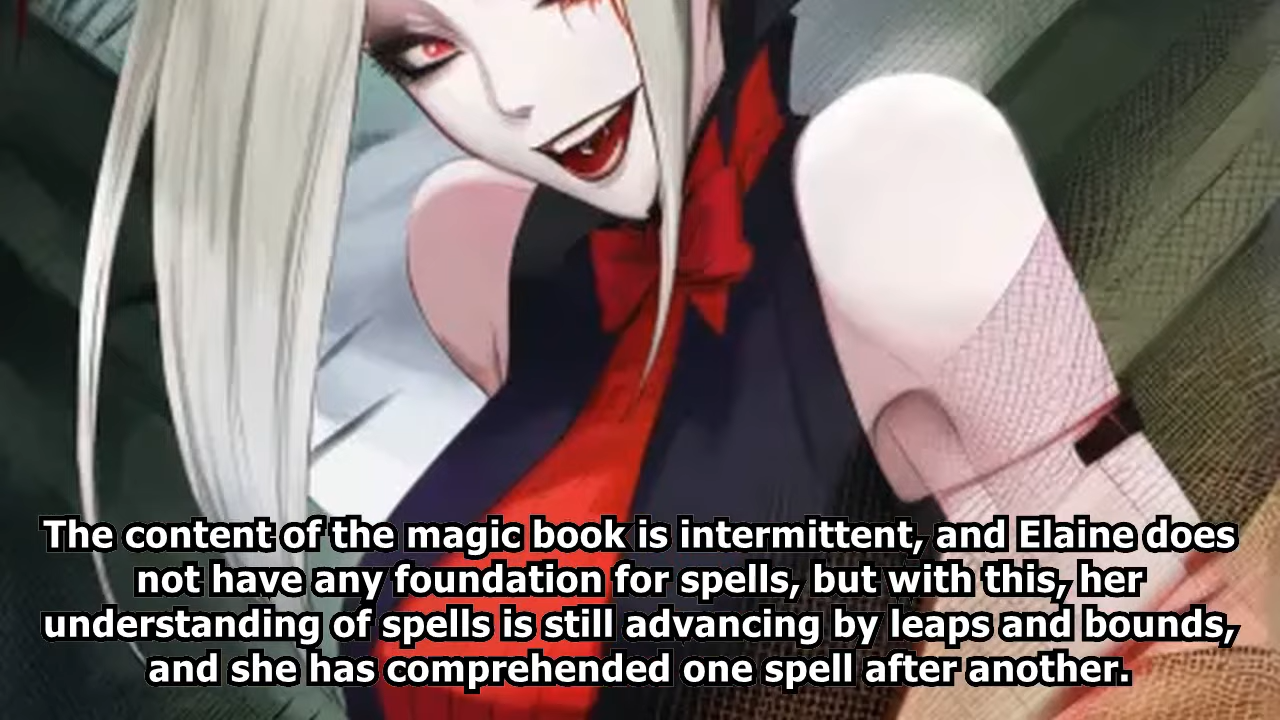 The content of the magic book is intermittent, and Elaine does
not have any foundation for spells, but with this, her
understanding of spells is still advancing by leaps and bounds,
and she has comprehended one spell after another.